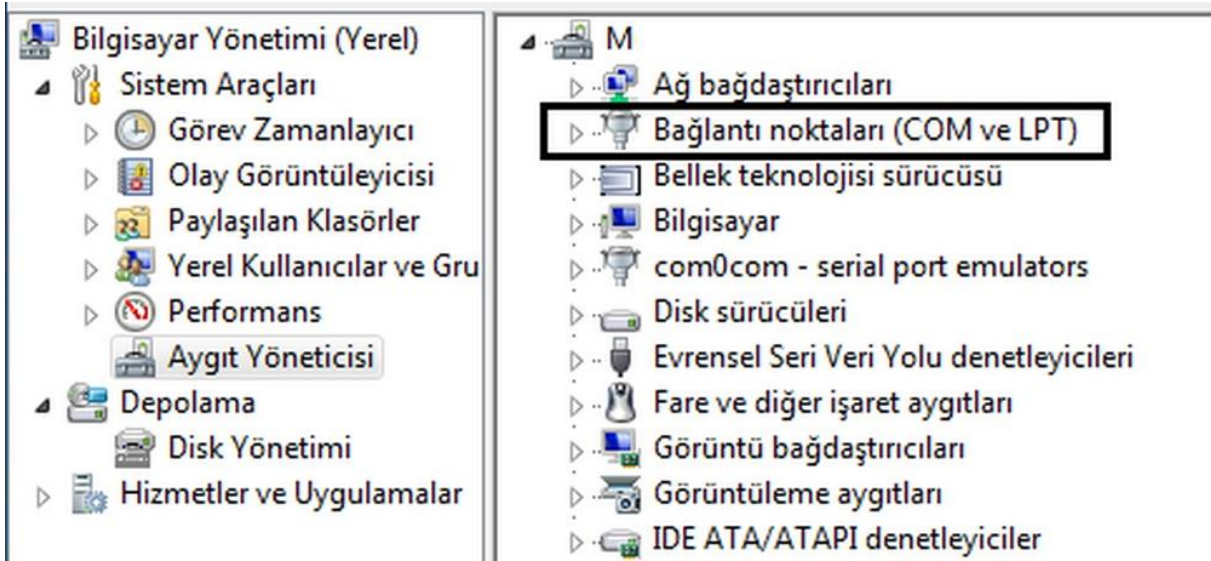 Bilgisayar Yönetimi (Yerel)
Sistem Araçları
Görev Zamanlayıcı
Olay Görüntüleyicisi
Paylaşılan Klasörler
Yerel Kullanıcılar ve Gru
Performans
Aygıt Yöneticisi
Depolama
Disk Yönetimi
Hizmetler ve Uygulamalar
M
Ağ bağdaştırıcıları
Bağlantı noktaları (COM ve LPT)
Bellek teknolojisi sürücüsü
Bilgisayar
com0com - serial port emulators
Disk sürücüleri
Evrensel Seri Veri Yolu denetleyicileri
Fare ve diğer işaret aygıtları
Görüntü bağdaştırıcıları
Görüntüleme aygıtları
IDE ATA/ATAPI denetleyiciler